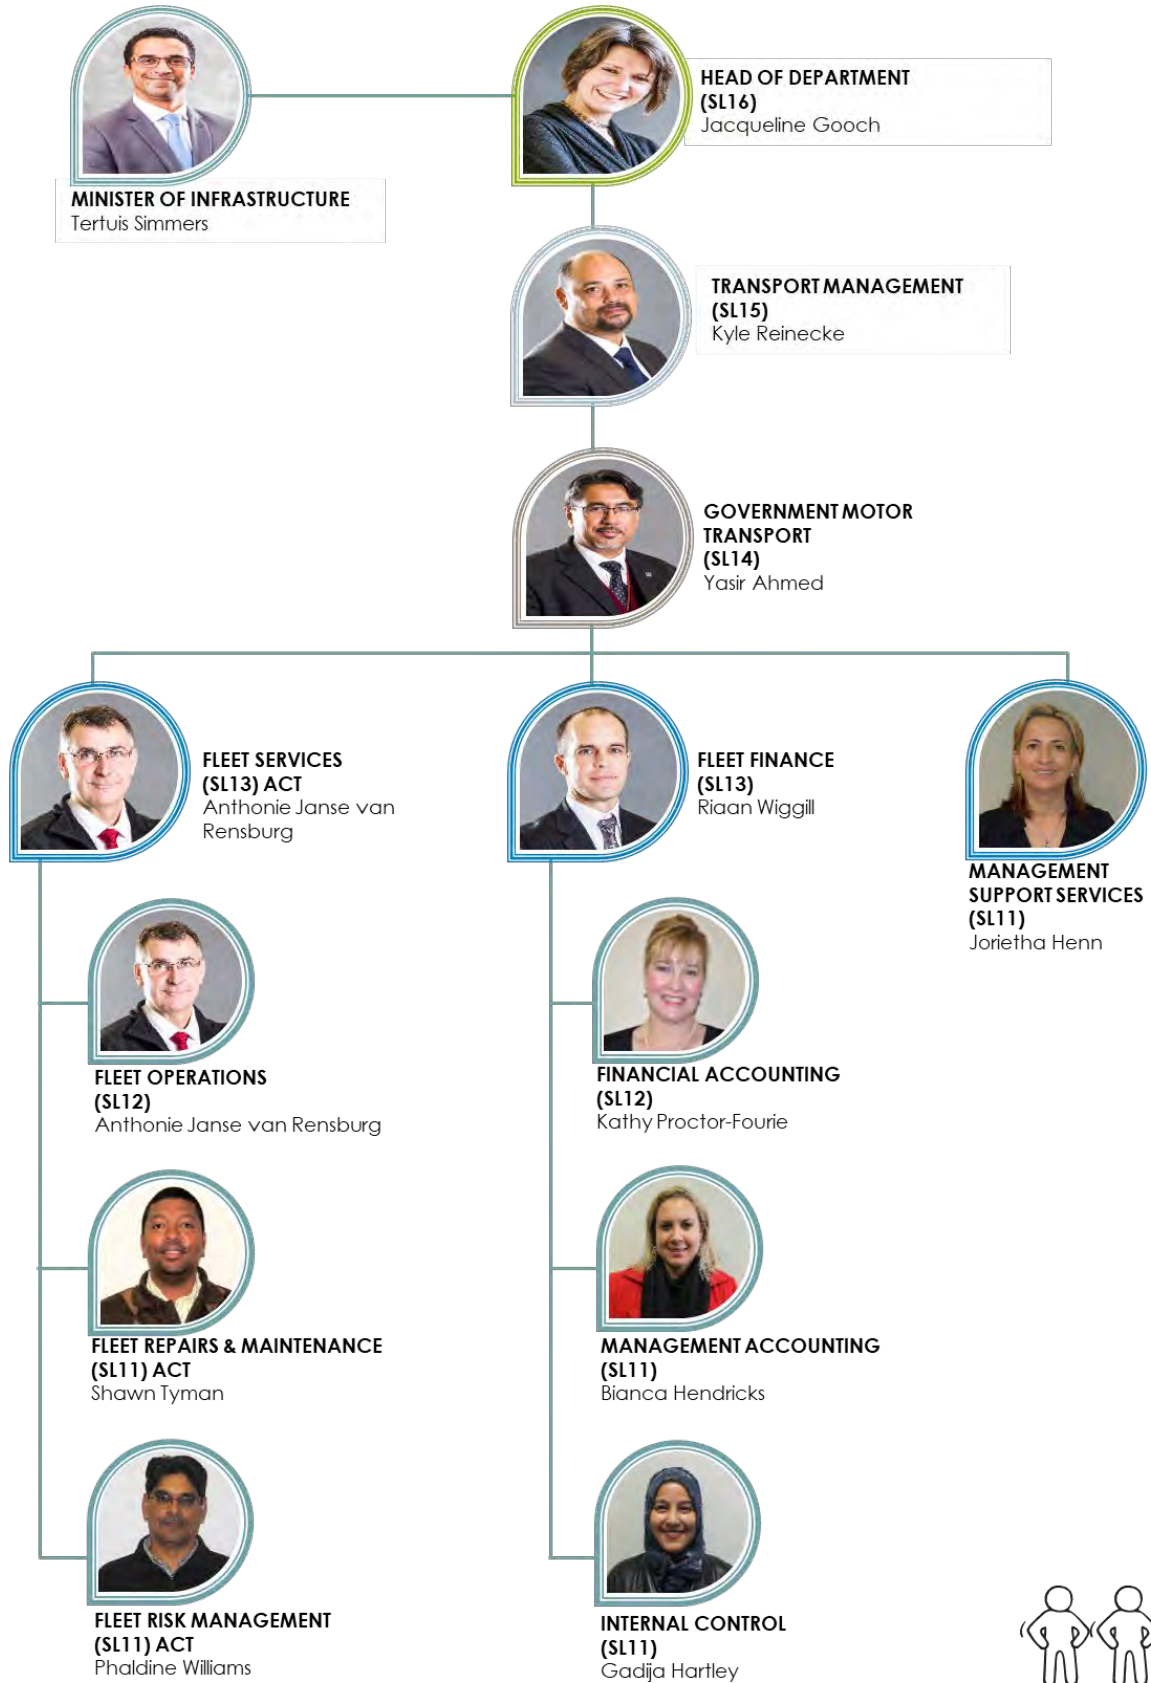 HEAD OF DEPARTMENT
(SL16)
Jacqueline Gooch
MINISTER OF INFRASTRUCTURE
Tertuis Simmers
TRANSPORT MANAGEMENT
(SL15)
Kyle Reinecke
GOVERNMENT MOTOR
TRANSPORT
(SL14)
Yasir Ahmed
FLEET SERVICES
(SL13) ACT
Anthonie Janse van
Rensburg
FLEET FINANCE
(SL13)
Riaan Wiggill
MANAGEMENT
SUPPORT SERVICES
(SL11)
Jorietha Henn
FLEET OPERATIONS
(SL12)
Anthonie Janse van Rensburg
FINANCIAL ACCOUNTING
(SL12)
Kathy Proctor-Fourie
FLEET REPAIRS & MAINTENANCE
(SL11) ACT
Shawn Tyman
MANAGEMENT ACCOUNTING
(SL11)
Bianca Hendricks
FLEET RISK MANAGEMENT
(SL11) ACT
Phaldine Williams
INTERNAL CONTROL
(SL11)
Gadija Hartley